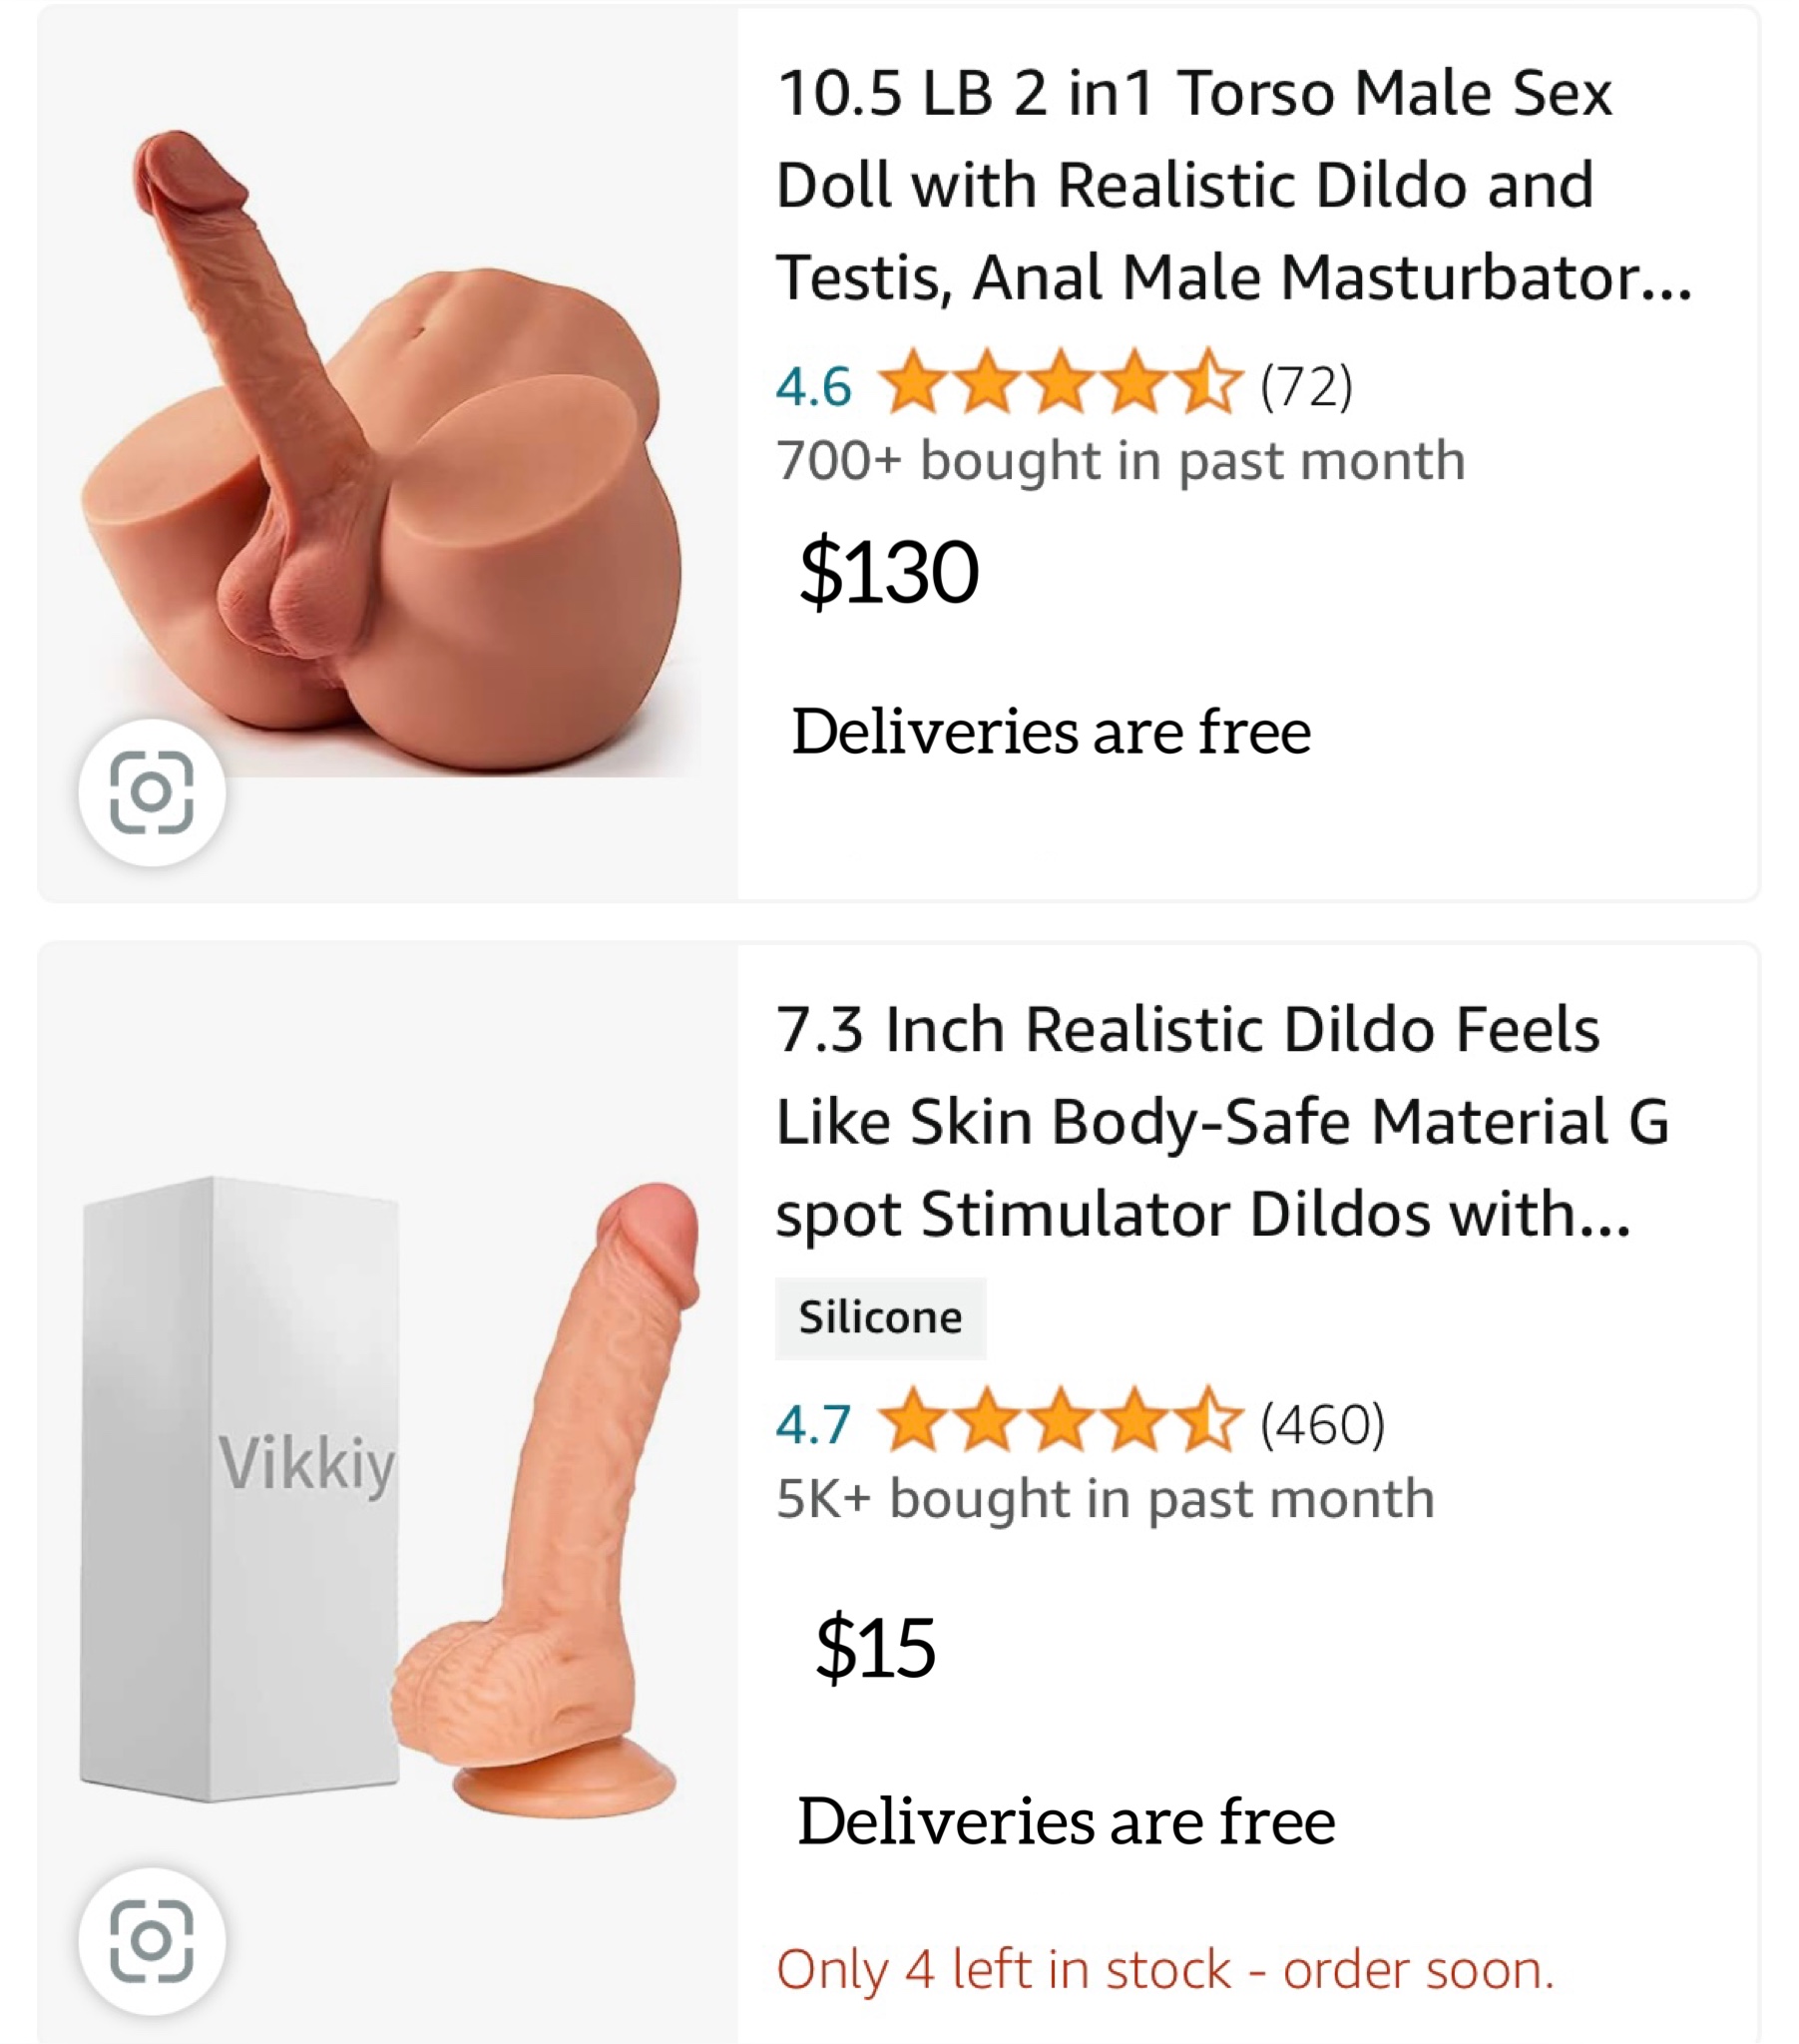 10.5 LB 2 in1 Torso Male Sex
Doll with Realistic Dildo and
Testis, Anal Male Masturbator...
4.6 (72)
700+ bought in past month
$130
Deliveries are free
7.3 Inch Realistic Dildo Feels
Like Skin Body-Safe Material G
spot Stimulator Dildos with...
Silicone
4.7 (460)
Vikkiy
5K+ bought in past month
$15
Deliveries are free
Only 4 left in stock - order soon.